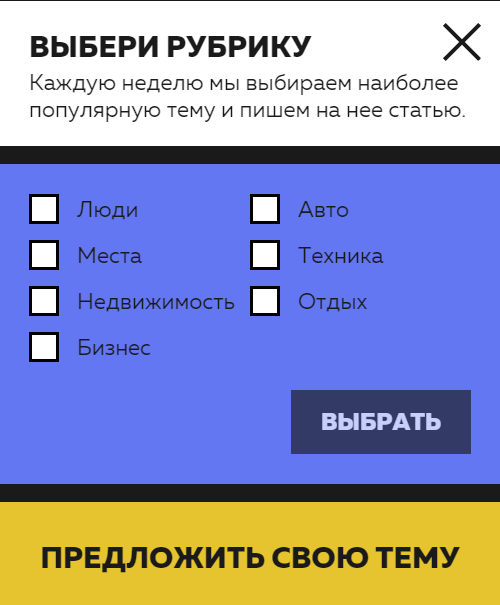 ВЫБЕРИ РУБРИКУ
Каждую неделю мы выбираем наиболее
популярную тему и пишем на нее статью.
Люди
Авто
Места
Техника
Недвижимость
Отдых
Бизнес
ВЫБРАТЬ
ПРЕДЛОЖИТЬ СВОЮ ТЕМУ